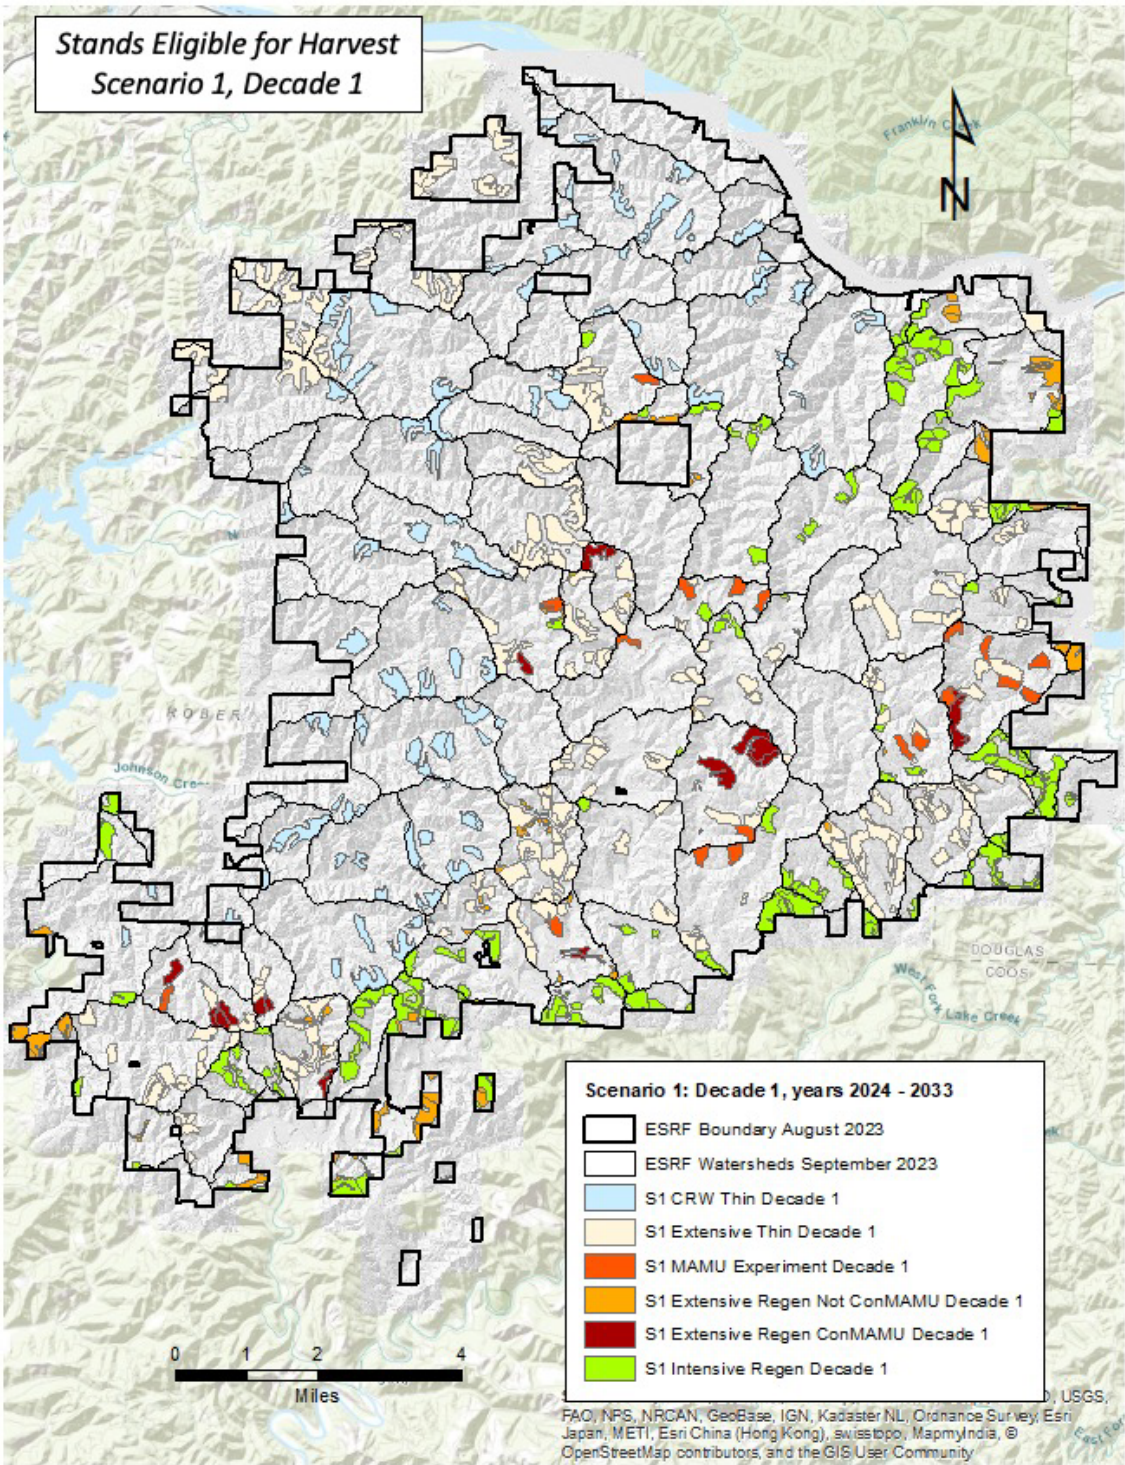 Stands Eligible for Harvest
Scenario 1, Decade 1
Franklin Creek
N
ROBER
Johnson Cre
DOUGLAS
COOS
West Fork Lake Creek
Scenario 1: Decade 1, years 2024 - 2033
ESRF Boundary August 2023
ESRF Watersheds September 2023
S1 CRW Thin Decade 1
S1 Extensive Thin Decade 1
S1 MAMU Experiment Decade 1
S1 Extensive Regen Not ConMAMU Decade 1
S1 Extensive Regen ConMAMU Decade 1
S1 Intensive Regen Decade 1
0 1 2 4
Miles
USGS,
FAO, NPS, NRCAN, GeoBase, IGN, Kadaster NL, Ordnance Survey, Esri
Japan, METI, Esri China (Hong Kong), swisstopo, MapmyIndia, ©
OpenStreetMap contributors, and the GIS User Community
East For